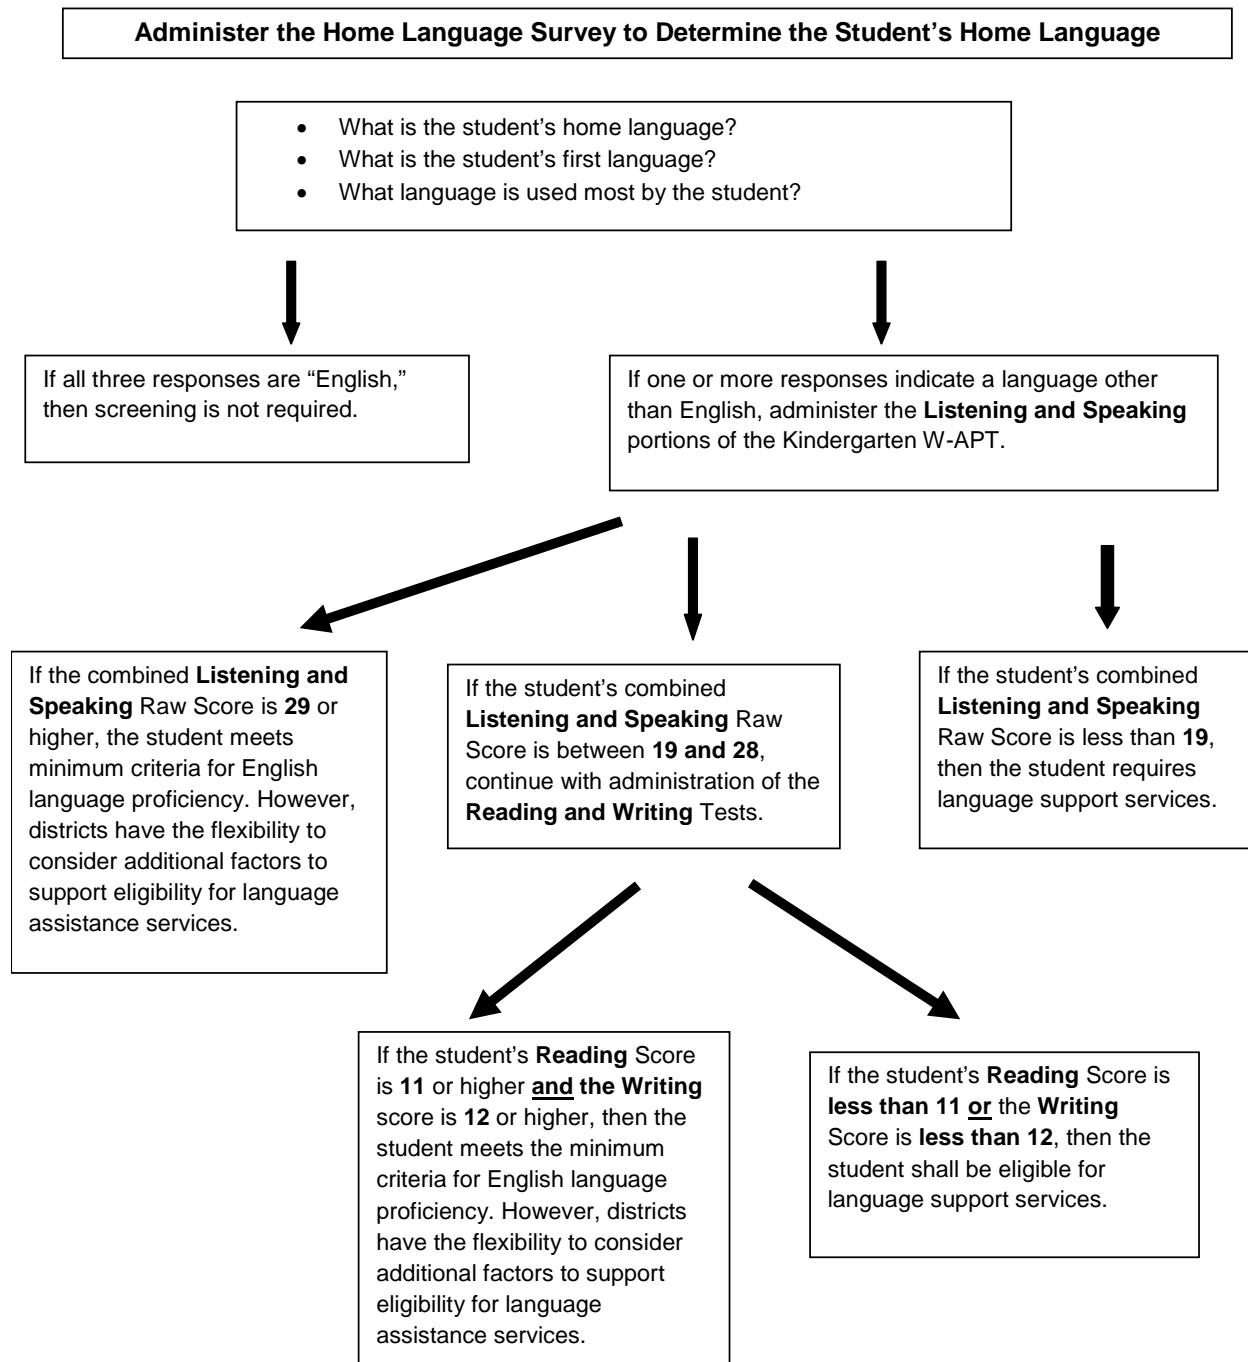 Administer the Home Language Survey to Determine the Student’s Home Language
• What is the student’s home language?
• What is the student’s first language?
• What language is used most by the student?
If all three responses are “English,”
then screening is not required.
If one or more responses indicate a language other
than English, administer the Listening and Speaking
portions of the Kindergarten W-APT.
If the combined Listening and
Speaking Raw Score is 29 or
higher, the student meets
minimum criteria for English
language proficiency. However,
districts have the flexibility to
consider additional factors to
support eligibility for language
assistance services.
If the student’s combined
Listening and Speaking Raw
Score is between 19 and 28,
continue with administration of the
Reading and Writing Tests.
If the student’s combined
Listening and Speaking
Raw Score is less than 19,
then the student requires
language support services.
If the student’s Reading Score
is 11 or higher and the Writing
score is 12 or higher, then the
student meets the minimum
criteria for English language
proficiency. However, districts
have the flexibility to consider
additional factors to support
eligibility for language
assistance services.
If the student’s Reading Score is
less than 11 or the Writing
Score is less than 12, then the
student shall be eligible for
language support services.